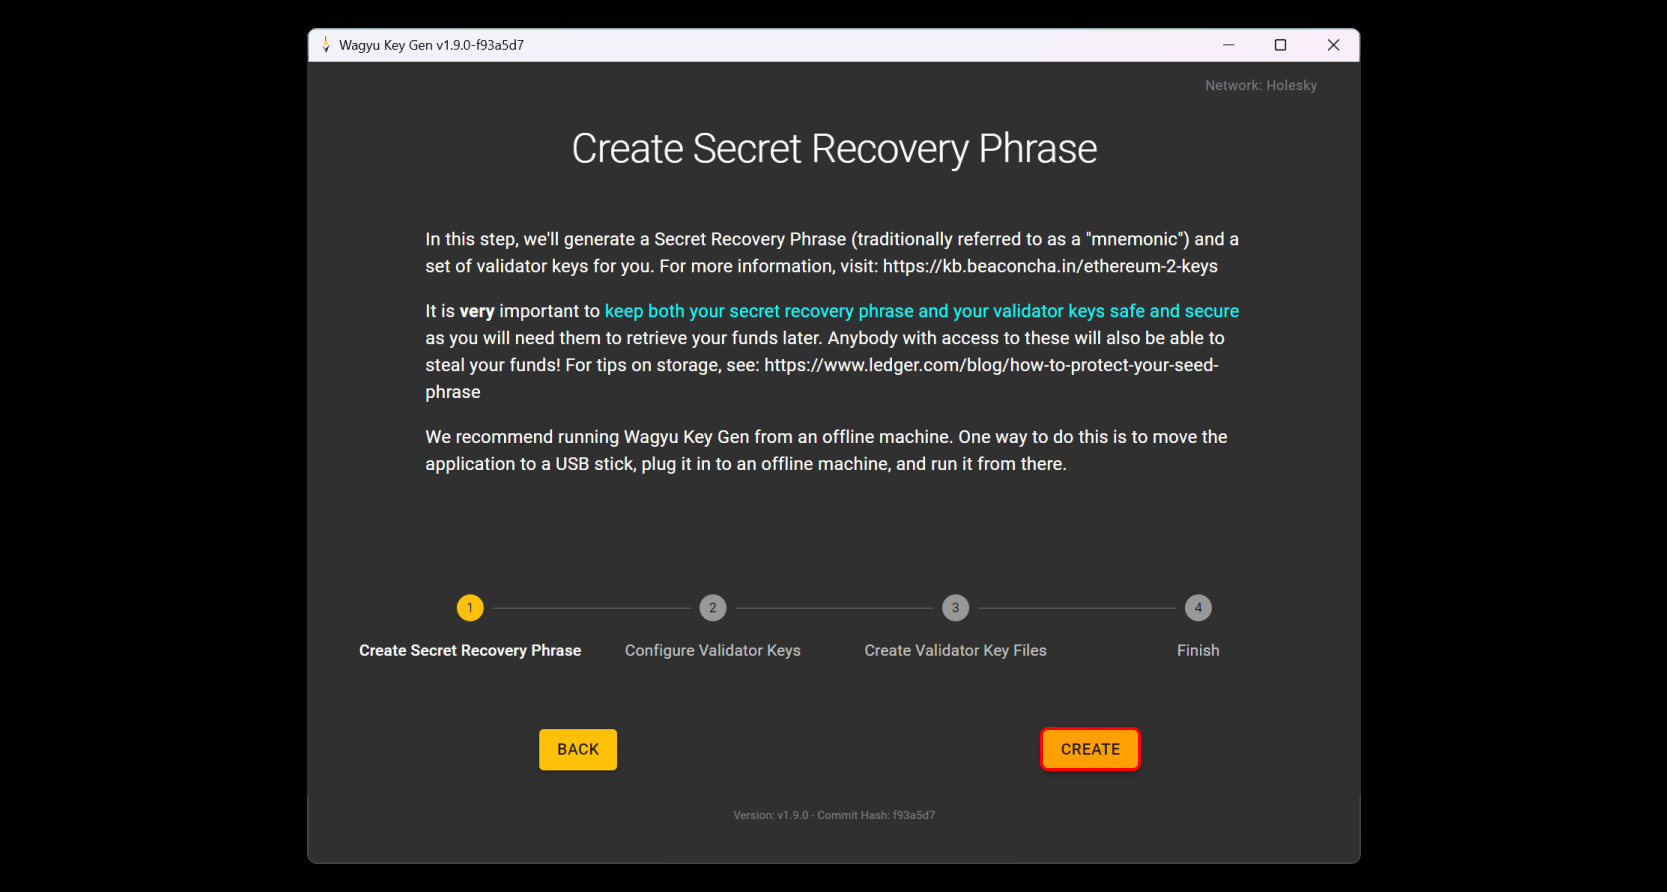 Wagyu Key Gen v1.9.0-f93a5d7
Network: Holesky
Create Secret Recovery Phrase
In this step, we'll generate a Secret Recovery Phrase (traditionally referred to as a "mnemonic") and a
set of validator keys for you. For more information, visit: https://kb.beaconcha.in/ethereum-2-keys
It is very important to keep both your secret recovery phrase and your validator keys safe and secure
as you will need them to retrieve your funds later. Anybody with access to these will also be able to
steal your funds! For tips on storage, see: https://www.ledger.com/blog/how-to-protect-your-seed-
phrase
We recommend running Wagyu Key Gen from an offline machine. One way to do this is to move the
application to a USB stick, plug it in to an offline machine, and run it from there.
1 2 3 4
Create Secret Recovery Phrase Configure Validator Keys Create Validator Key Files Finish
BACK CREATE
Version: v1.9.0 - Commit Hash: f93a5d7